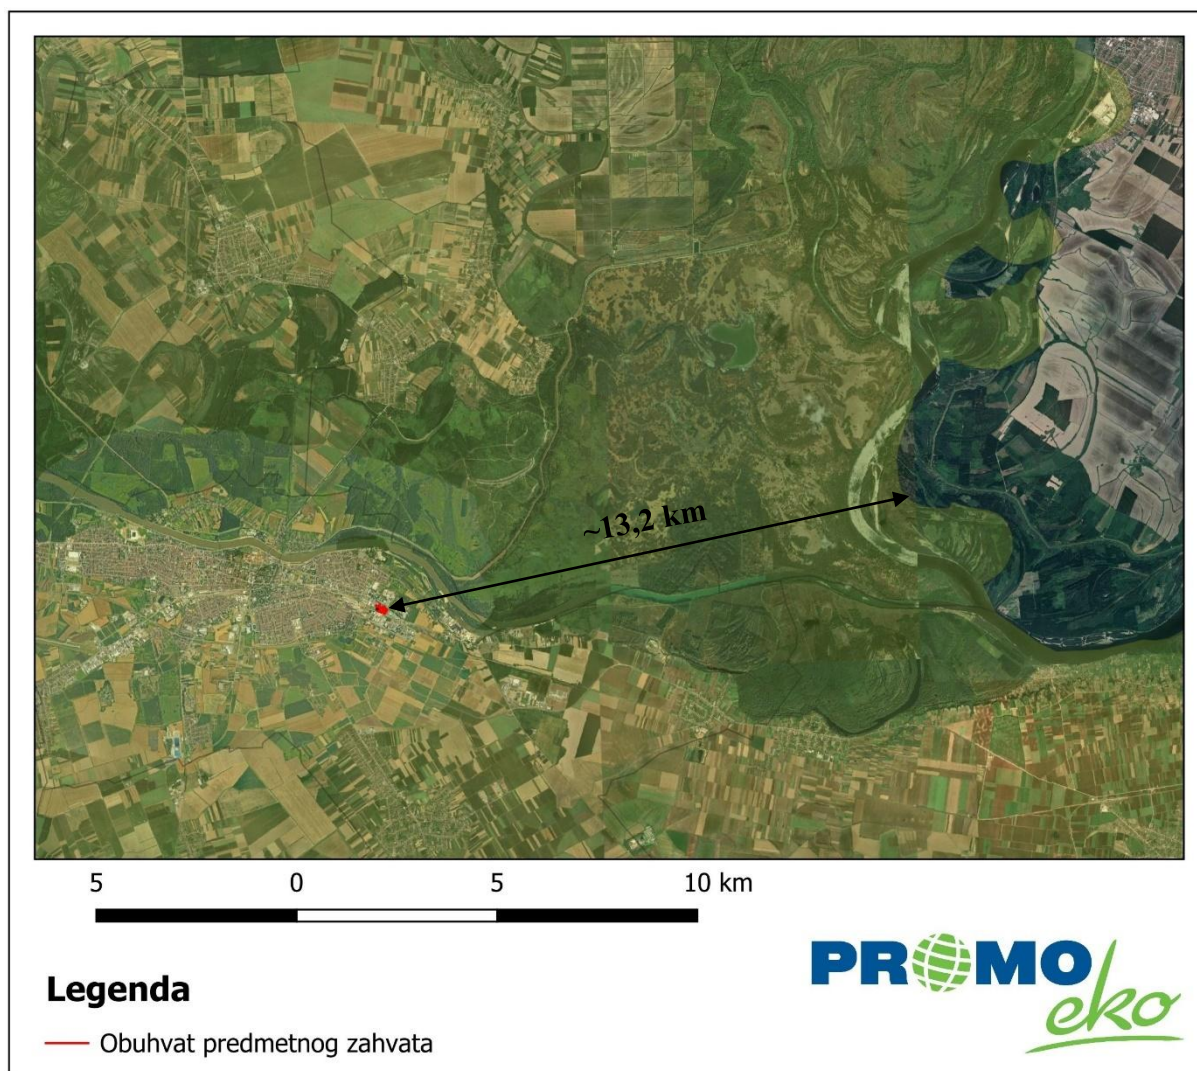 ~13,2 km
5 0 5 10 km
PROMO
eko
Legenda
Obuhvat predmetnog zahvata